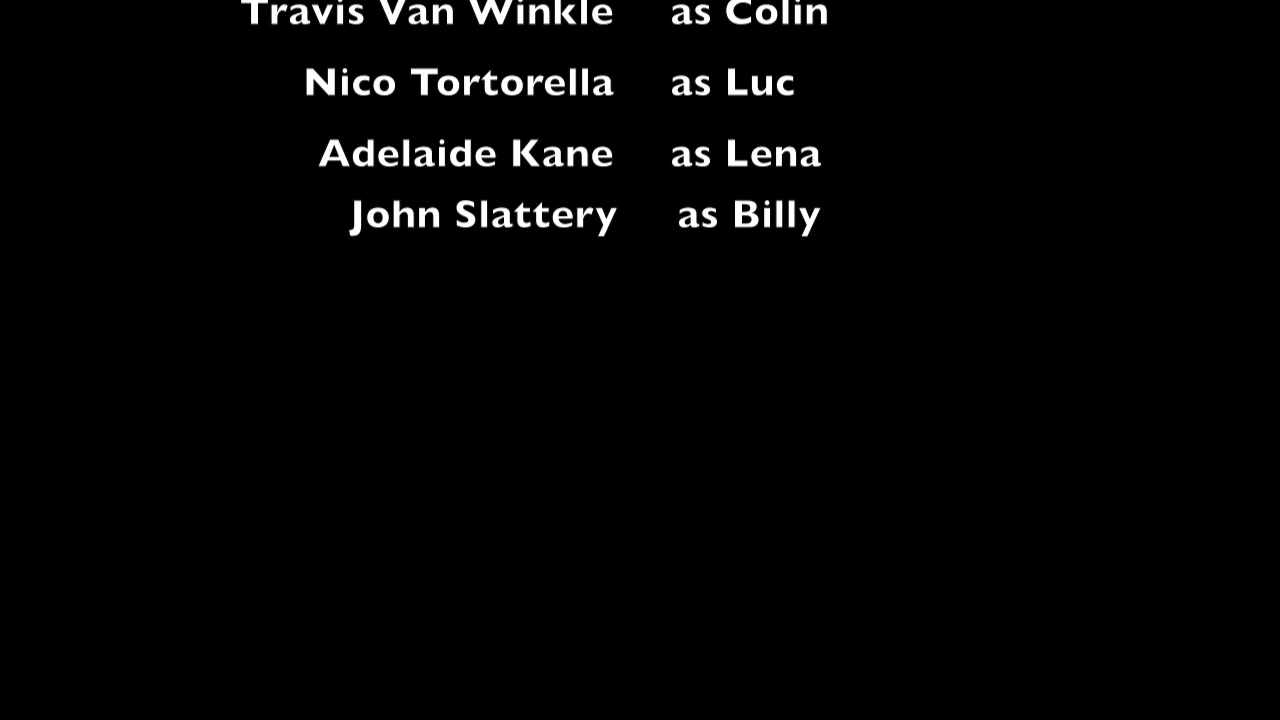 Travis Van Winkle as Colin
Nico Tortorella as Luc
Adelaide Kane as Lena
John Slattery as Billy